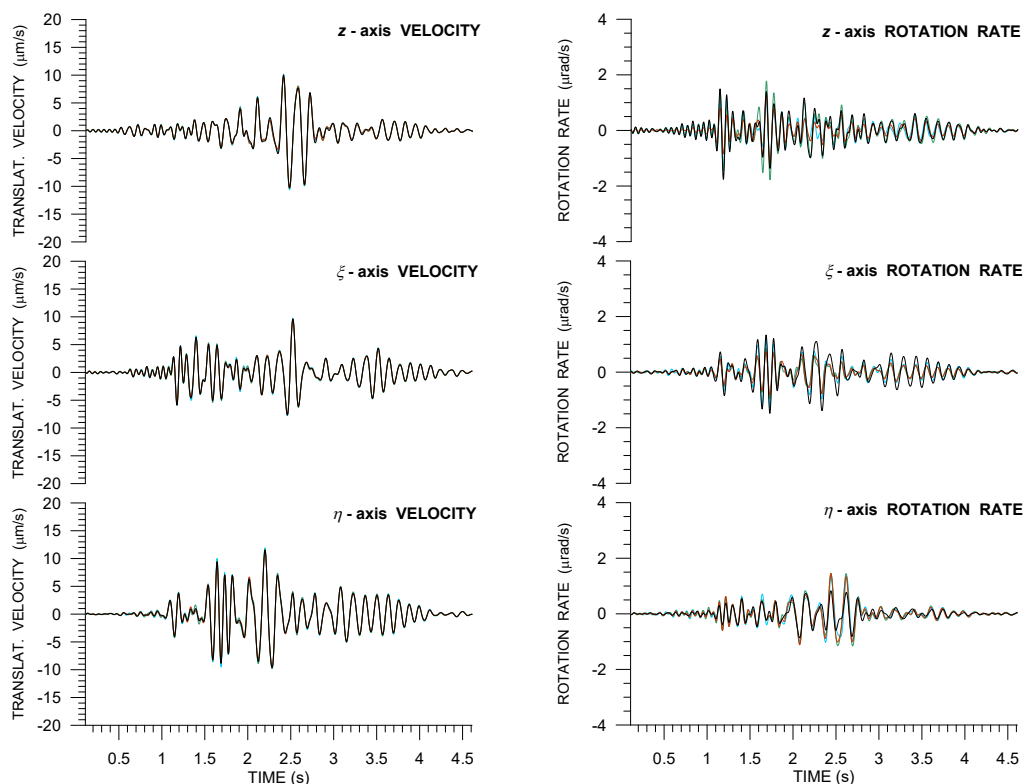 z - axis VELOCITY
TRANSLAT. VELOCITY (μm/s)
20
15
10
5
0
-5
-10
-15
-20
z - axis ROTATION RATE
ROTATION RATE (μrad/s)
4
2
0
-2
-4
ξ - axis VELOCITY
TRANSLAT. VELOCITY (μm/s)
20
15
10
5
0
-5
-10
-15
-20
ξ - axis ROTATION RATE
ROTATION RATE (μrad/s)
4
2
0
-2
-4
η - axis VELOCITY
TRANSLAT. VELOCITY (μm/s)
20
15
10
5
0
-5
-10
-15
-20
0.5 1 1.5 2 2.5 3 3.5 4 4.5
TIME (s)
η - axis ROTATION RATE
ROTATION RATE (μrad/s)
4
2
0
-2
-4
0.5 1 1.5 2 2.5 3 3.5 4 4.5
TIME (s)